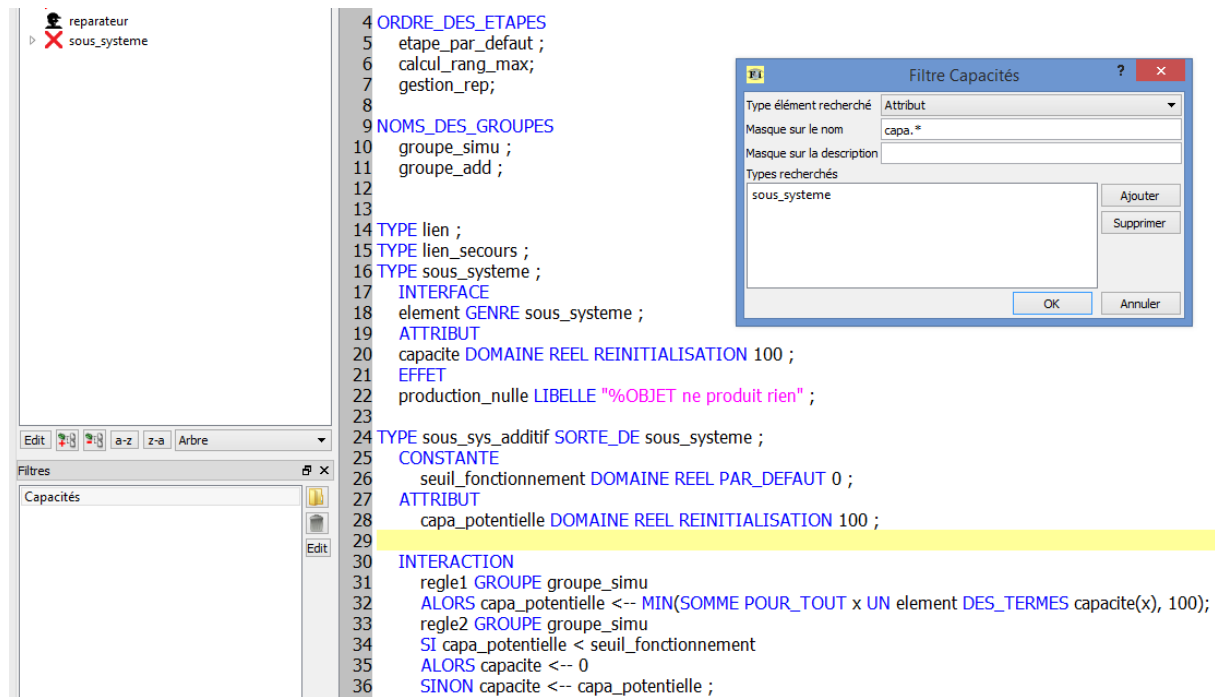 reparateur
sous_systeme
Edit a-z z-a Arbre
Filtres
Capacités
Edit
4 ORDRE_DES_ETAPES
5 etape_par_defaut ;
6 calcul_rang_max;
7 gestion_rep;
8
9 NOMS_DES_GROUPES
10 groupe_simu ;
11 groupe_add ;
12
13
14 TYPE lien ;
15 TYPE lien_secours ;
16 TYPE sous_systeme ;
17 INTERFACE
18 element GENRE sous_systeme ;
19 ATTRIBUT
20 capacite DOMAINE REEL REINITIALISATION 100 ;
21 EFFET
22 production_nulle LIBELLE "%OBJET ne produit rien" ;
23
24 TYPE sous_sys_additif SORTE_DE sous_systeme ;
25 CONSTANTE
26 seuil_fonctionnement DOMAINE REEL PAR_DEFAUT 0 ;
27 ATTRIBUT
28 capa_potentielle DOMAINE REEL REINITIALISATION 100 ;
29
30 INTERACTION
31 regle1 GROUPE groupe_simu
32 ALORS capa_potentielle <-- MIN(SOMME POUR_TOUT x UN element DES_TERMES capacite(x), 100);
33 regle2 GROUPE groupe_simu
34 SI capa_potentielle < seuil_fonctionnement
35 ALORS capacite <-- 0
36 SINON capacite <-- capa_potentielle ;
Filtre Capacités ? ×
Type élément recherché Attribut
Masque sur le nom capa.*
Masque sur la description
Types recherchés
sous_systeme
Ajouter
Supprimer
OK Annuler